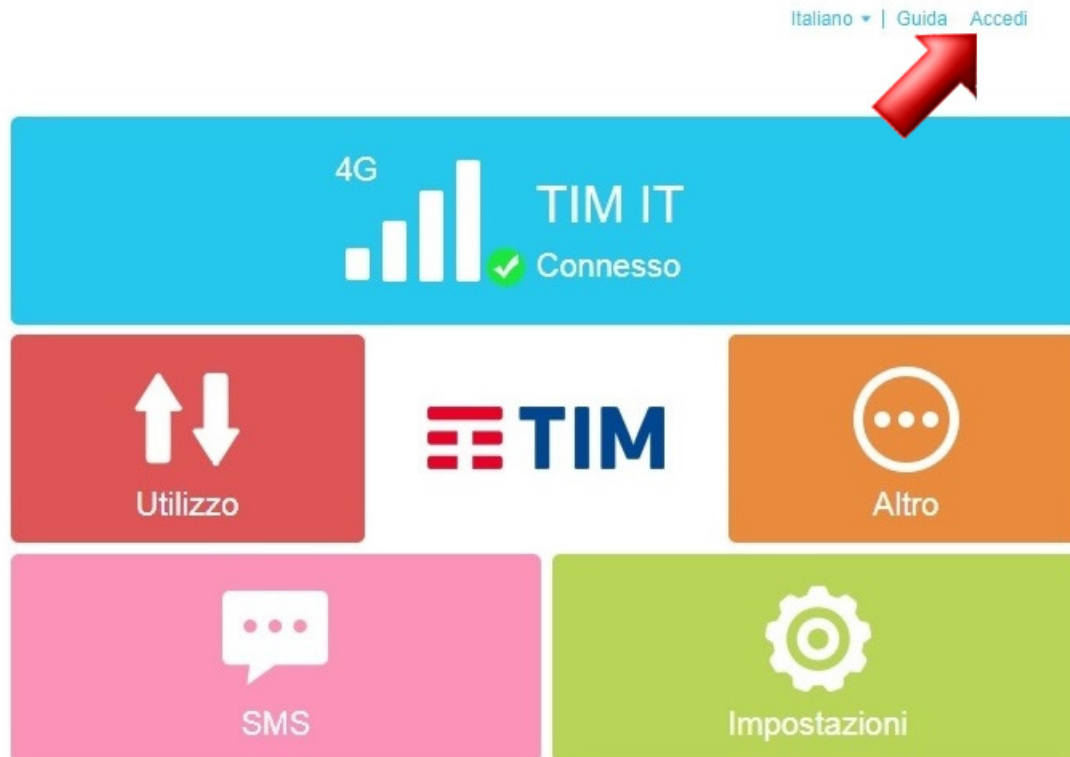 Italiano | Guida Accedi
4G
TIM IT
Connesso
Utilizzo
TIM
Altro
SMS
Impostazioni